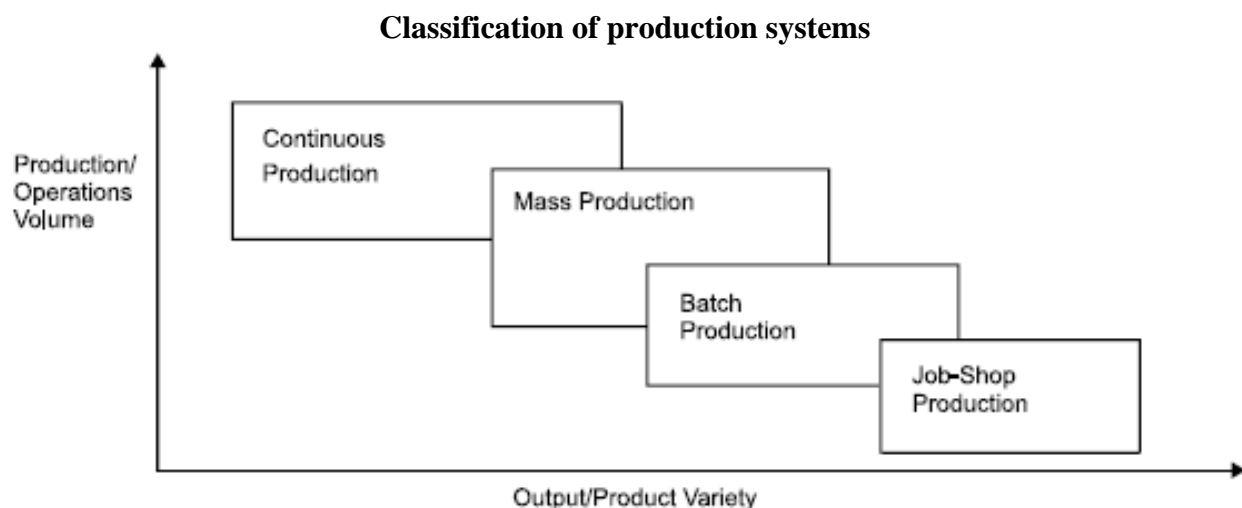 Classification of production systems
Production/
Operations
Volume
Continuous
Production
Mass Production
Batch
Production
Job-Shop
Production
Output/Product Variety